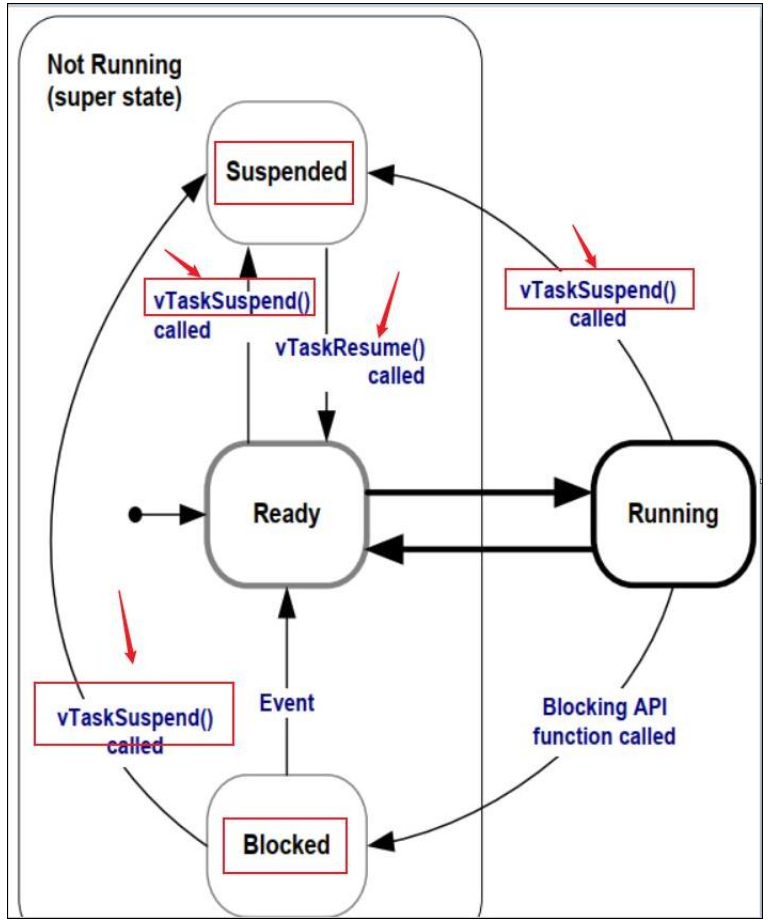 Not Running
(super state)
Suspended
vTaskSuspend()
called
vTaskResume()
called
vTaskSuspend()
called
Ready
Running
Event
vTaskSuspend()
called
Blocking API
function called
Blocked